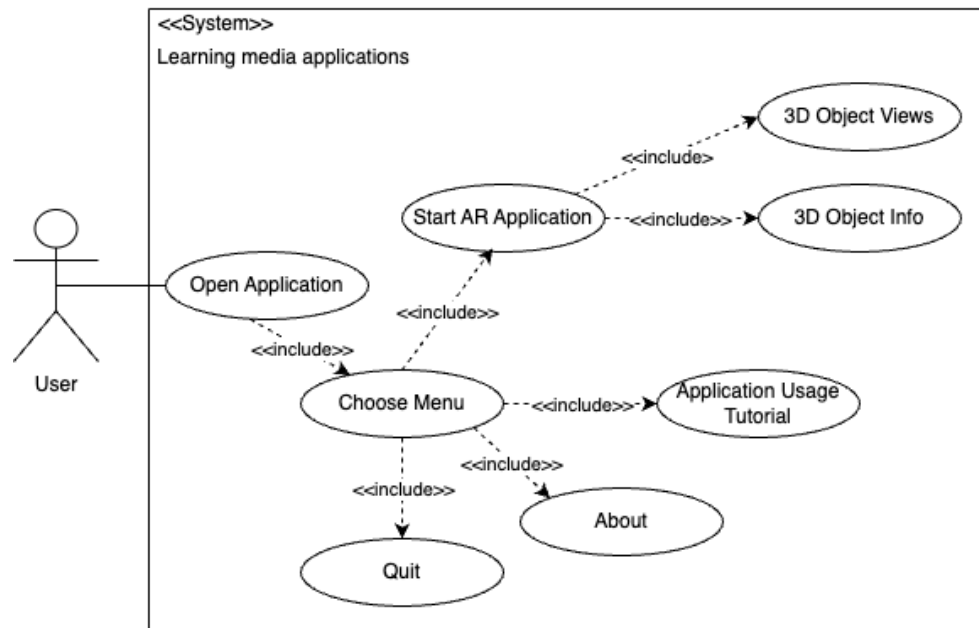 <<System>>
Learning media applications
3D Object Views
<<include>
Start AR Application
<<include>>
3D Object Info
Open Application
<<include>>
<<include>>
User
Choose Menu
<<include>>
Application Usage
Tutorial
<<include>>
<<include>>
About
Quit